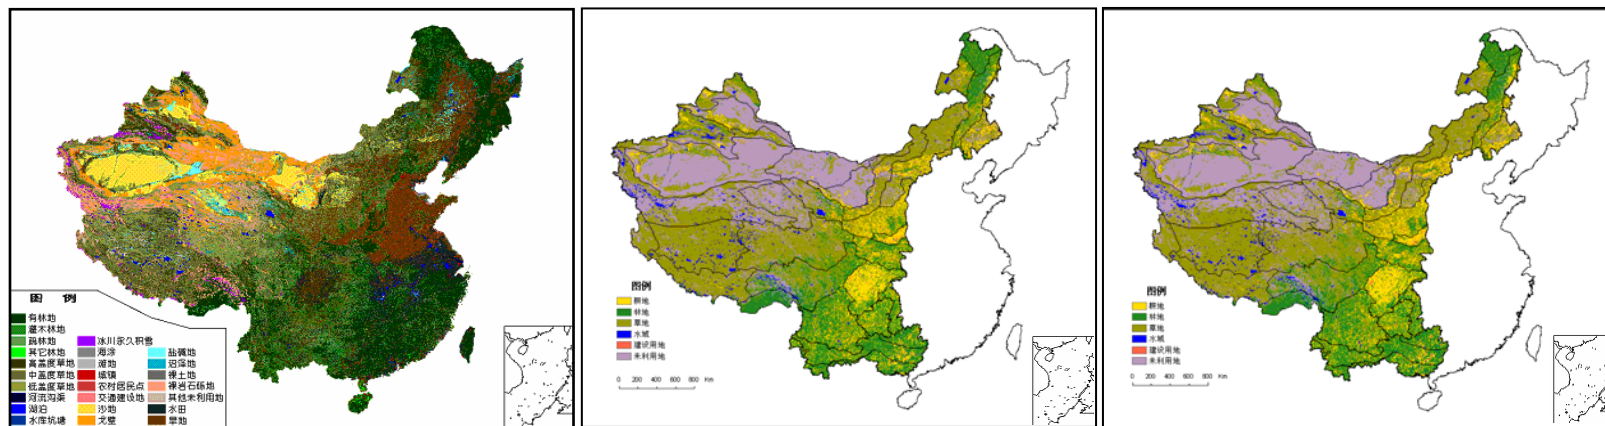 图 例
有林地
灌木林地
疏林地
其它林地
高盖度草地
中盖度草地
低盖度草地
河流沟渠
湖泊
水库坑塘
冰川永久积雪
海涂
滩地
城镇
农村居民点
交通建设地
沙地
戈壁
盐碱地
沼泽地
裸土地
裸岩石砾地
其他未利用地
水田
旱地
图例
耕地
林地
草地
水域
建设用地
未利用地
0 200 400 600 800 Km
图例
耕地
林地
草地
水域
建设用地
未利用地
0 200 400 600 800 Km